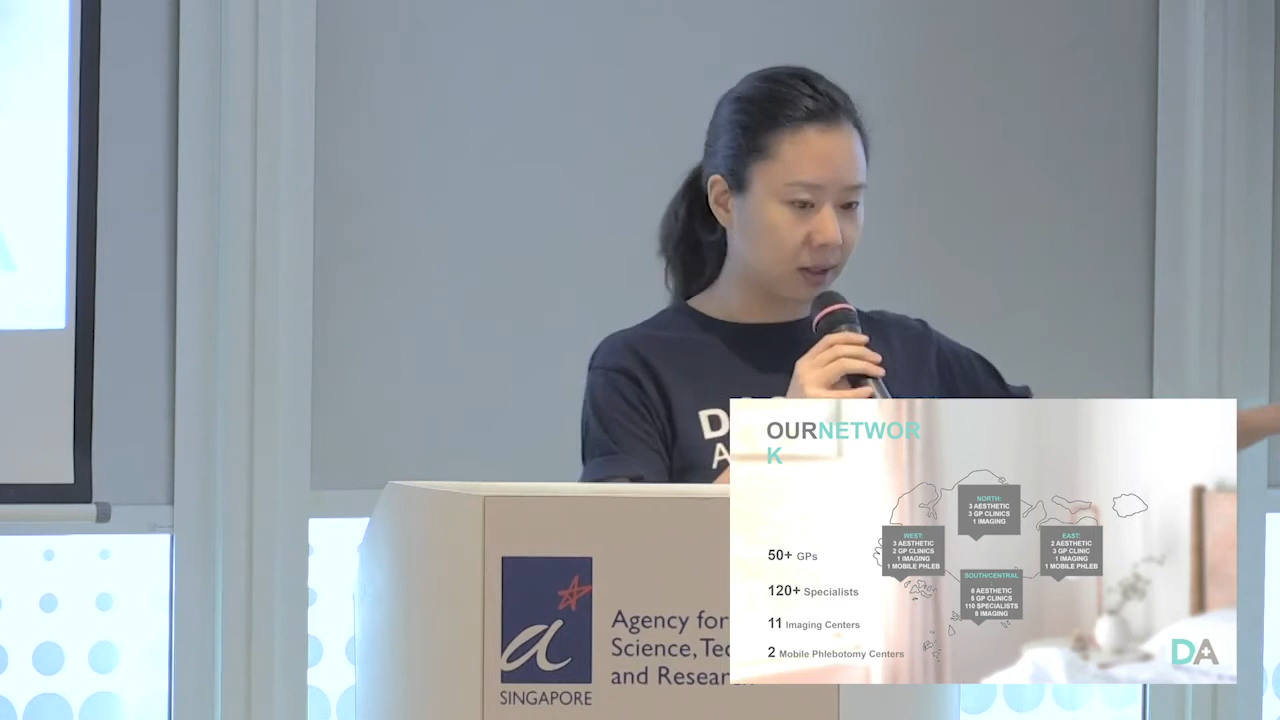 OURNETWOR
K
NORTH:
3 AESTHETIC
3 GP CLINICS
1 IMAGING
WEST:
3 AESTHETIC
2 GP CLINICS
1 IMAGING
1 MOBILE PHLEB
EAST:
2 AESTHETIC
3 GP CLINIC
1 IMAGING
1 MOBILE PHLEB
SOUTH/CENTRAL
8 AESTHETIC
6 GP CLINICS
110 SPECIALISTS
8 IMAGING
50+ GPs
120+ Specialists
11 Imaging Centers
2 Mobile Phlebotomy Centers
DA
a
SINGAPORE
Agency for
Science, Tec
and Research